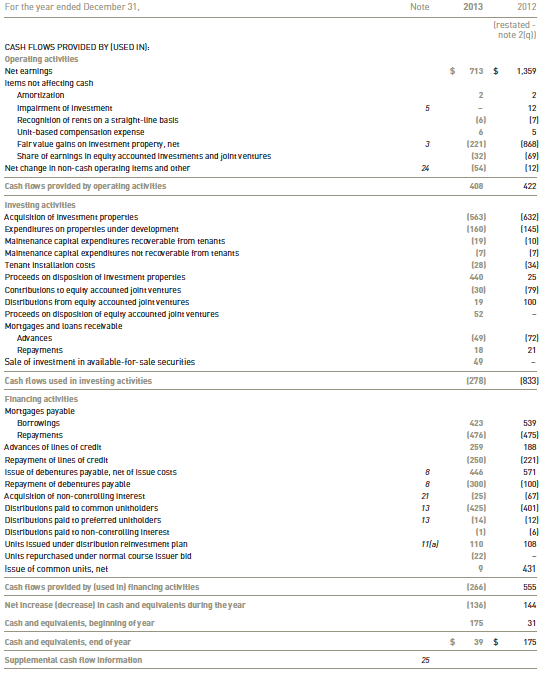 For the year ended December 31, Note 2013 2012
(restated -
note 2(q))
CASH FLOWS PROVIDED BY (USED IN):
Operating activities
Net earnings $ 713 $ 1,359
Items not affecting cash
Amortization 2 2
Impairment of investment 5 – 12
Recognition of rents on a straight-line basis (6) (7)
Unit-based compensation expense 6 5
Fair value gains on investment property, net 3 (221) (868)
Share of earnings in equity accounted investments and joint ventures (32) (69)
Net change in non-cash operating items and other 24 (54) (12)
Cash flows provided by operating activities 408 422
Investing activities
Acquisition of investment properties (563) (632)
Expenditures on properties under development (160) (145)
Maintenance capital expenditures recoverable from tenants (19) (10)
Maintenance capital expenditures not recoverable from tenants (7) (7)
Tenant installation costs (28) (34)
Proceeds on disposition of investment properties 440 25
Contributions to equity accounted joint ventures (30) (79)
Distributions from equity accounted joint ventures 19 100
Proceeds on disposition of equity accounted joint ventures 52 –
Mortgages and loans receivable
Advances (49) (72)
Repayments 18 21
Sale of investment in available-for-sale securities 49 –
Cash flows used in investing activities (278) (833)
Financing activities
Mortgages payable
Borrowings 423 539
Repayments (476) (475)
Advances of lines of credit 259 188
Repayment of lines of credit (250) (221)
Issue of debentures payable, net of issue costs 8 446 571
Repayment of debentures payable 8 (300) (100)
Acquisition of non-controlling interest 21 (25) (67)
Distributions paid to common unitholders 13 (425) (401)
Distributions paid to preferred unitholders 13 (14) (12)
Distributions paid to non-controlling interest (1) (6)
Units issued under distribution reinvestment plan 11(a) 110 108
Units repurchased under normal course issuer bid (22) –
Issue of common units, net 9 431
Cash flows provided by (used in) financing activities (266) 555
Net increase (decrease) in cash and equivalents during the year (136) 144
Cash and equivalents, beginning of year 175 31
Cash and equivalents, end of year $ 39 $ 175
Supplemental cash flow information 25